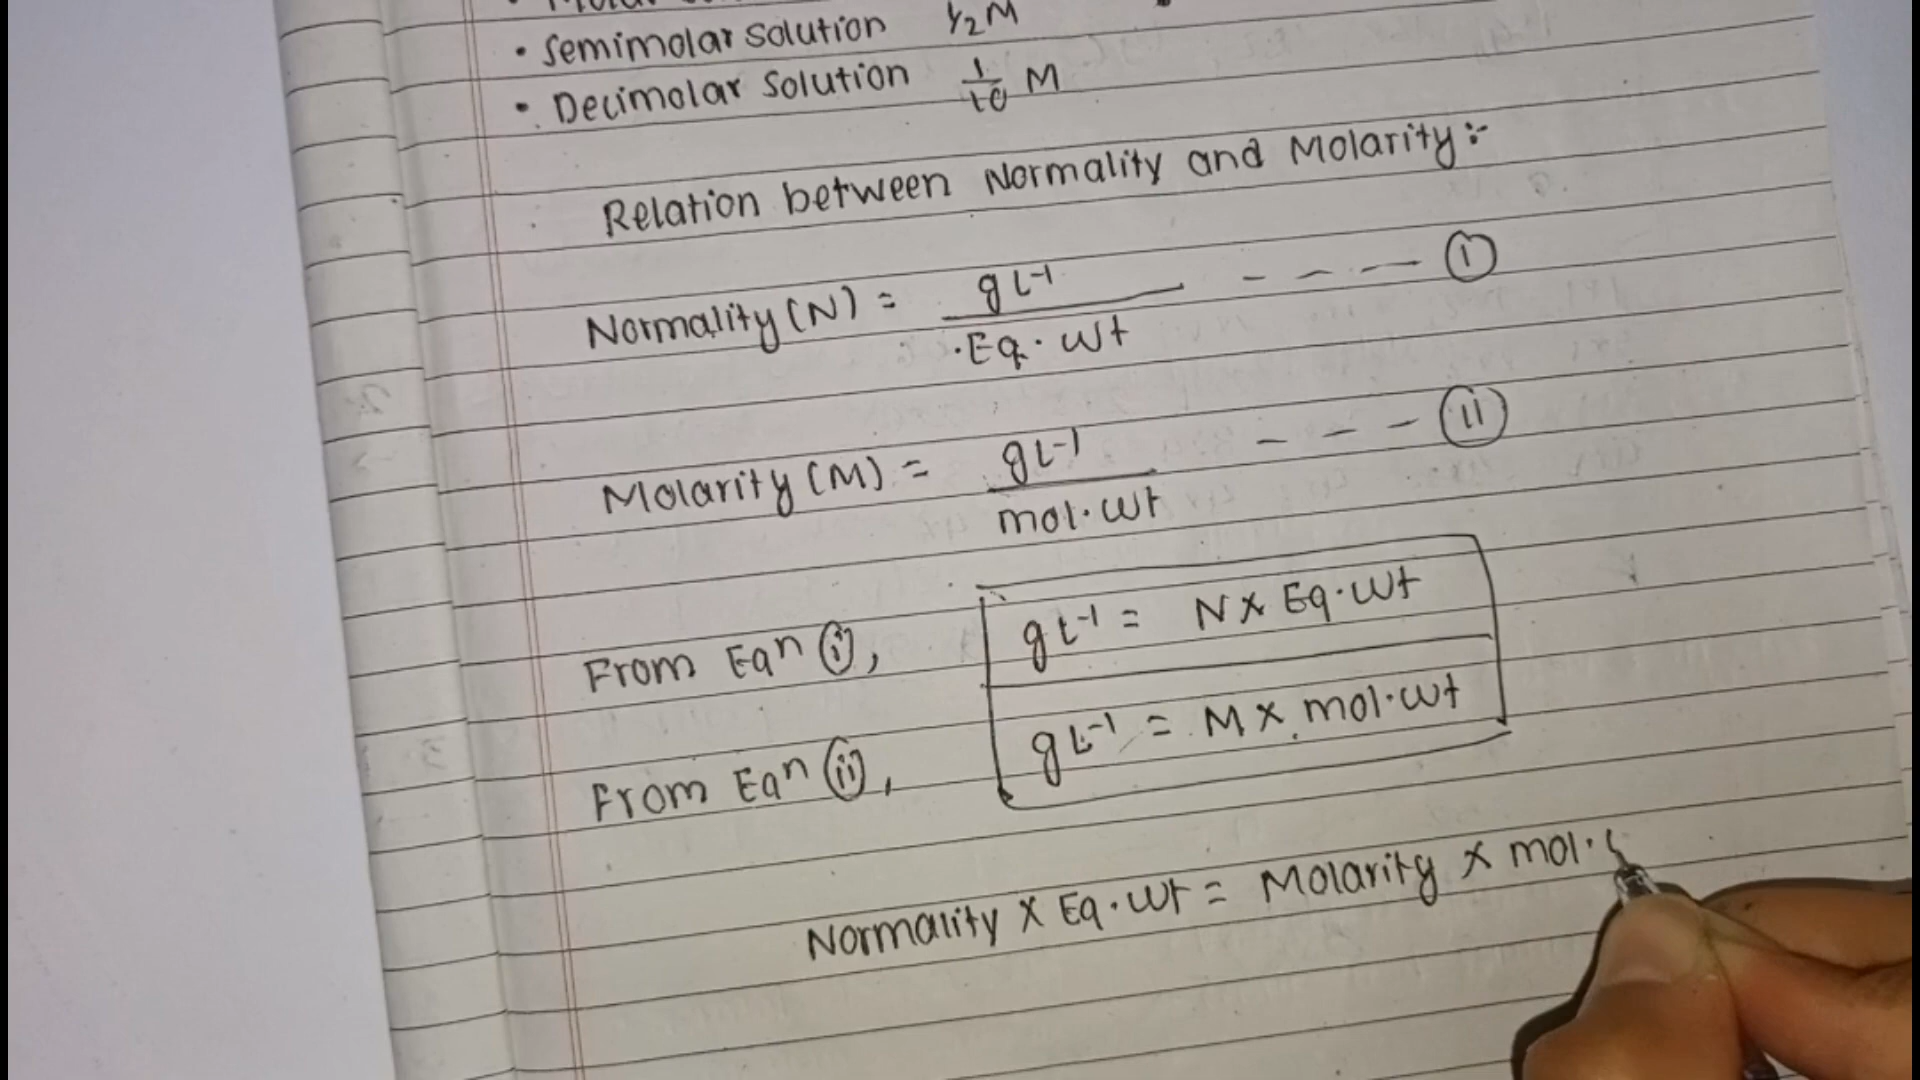 • Semimolar solution 1/2 M
• Decimolar Solution 1/10 M
Relation between Normality and Molarity :-
Normality (N) = gL⁻¹ / Eq. wt ---- (i)
Molarity (M) = gL⁻¹ / mol. wt --- (ii)
From Eqn (i), gL⁻¹ = N x Eq. wt
From Eqn (ii), gL⁻¹ = M x mol. wt
Normality x Eq. wt = Molarity x mol.